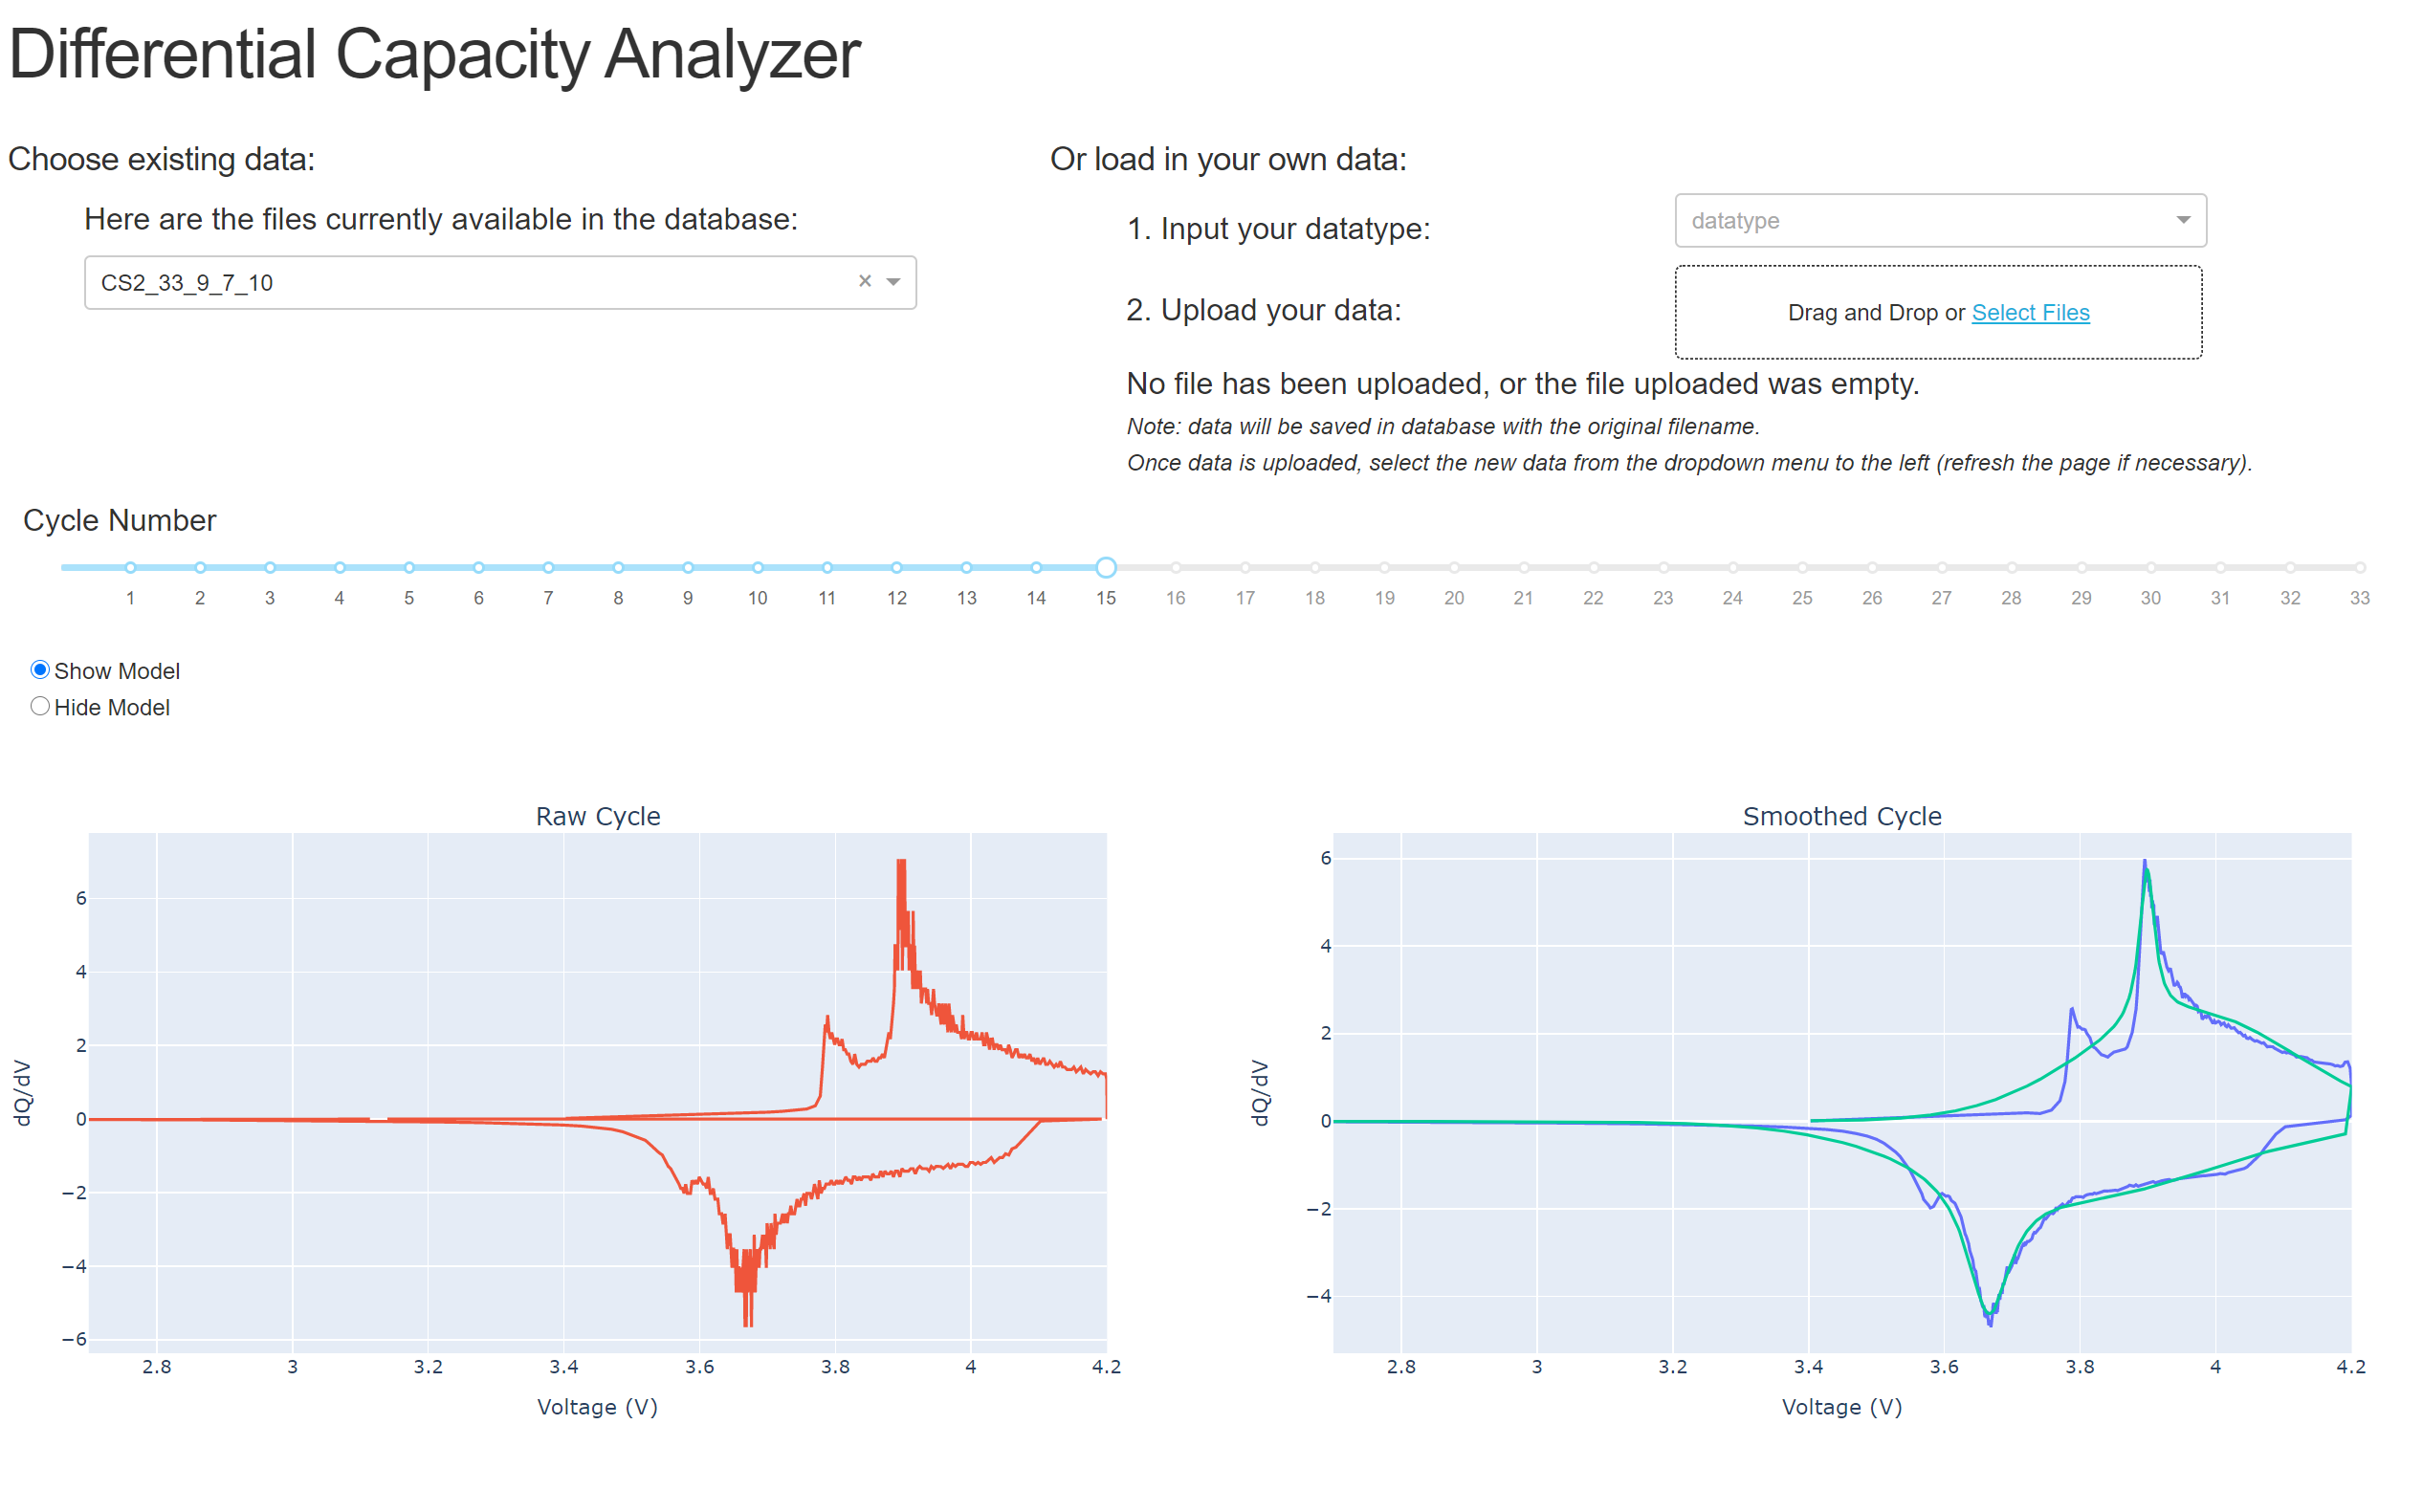 Differential Capacity Analyzer
Choose existing data:
Here are the files currently available in the database:
CS2_33_9_7_10 ×
Or load in your own data:
1. Input your datatype:
datatype
2. Upload your data:
Drag and Drop or Select Files
No file has been uploaded, or the file uploaded was empty.
Note: data will be saved in database with the original filename.
Once data is uploaded, select the new data from the dropdown menu to the left (refresh the page if necessary).
Cycle Number
1 2 3 4 5 6 7 8 9 10 11 12 13 14 15 16 17 18 19 20 21 22 23 24 25 26 27 28 29 30 31 32 33
Show Model
Hide Model
Raw Cycle
6
4
2
0
−2
−4
−6
dQ/dV
2.8 3 3.2 3.4 3.6 3.8 4 4.2
Voltage (V)
Smoothed Cycle
6
4
2
0
−2
−4
dQ/dV
2.8 3 3.2 3.4 3.6 3.8 4 4.2
Voltage (V)